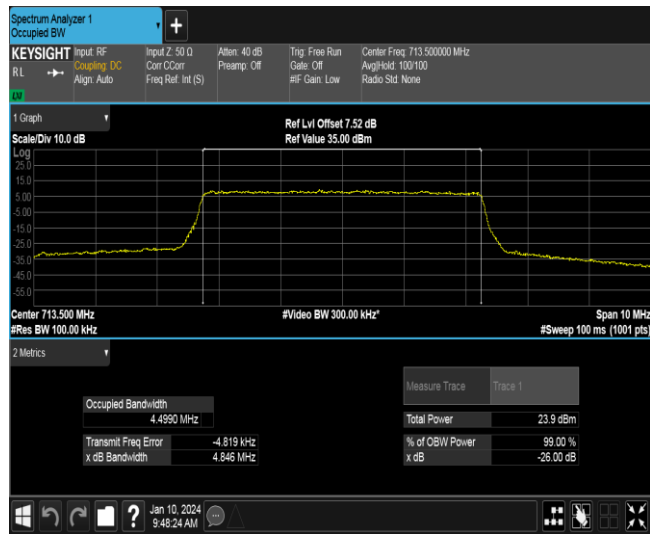 Spectrum Analyzer 1
Occupied BW
+
KEYSIGHT
RL
LXI
Input: RF
Coupling: DC
Align: Auto
Input Z: 50 Ω
Corr CCorr
Freq Ref: Int (S)
Atten: 40 dB
Preamp: Off
Trig: Free Run
Gate: Off
#IF Gain: Low
Center Freq: 713.500000 MHz
Avg|Hold: 100/100
Radio Std: None
1 Graph
Scale/Div 10.0 dB
Ref Lvl Offset 7.52 dB
Ref Value 35.00 dBm
Log
25.0
15.0
5.00
-5.00
-15.0
-25.0
-35.0
-45.0
-55.0
Center 713.500 MHz
#Res BW 100.00 kHz
#Video BW 300.00 kHz*
Span 10 MHz
#Sweep 100 ms (1001 pts)
2 Metrics
Measure Trace Trace 1
Occupied Bandwidth
4.4990 MHz
Total Power 23.9 dBm
Transmit Freq Error -4.819 kHz
% of OBW Power 99.00 %
x dB Bandwidth 4.846 MHz
x dB -26.00 dB
?
Jan 10, 2024
9:48:24 AM